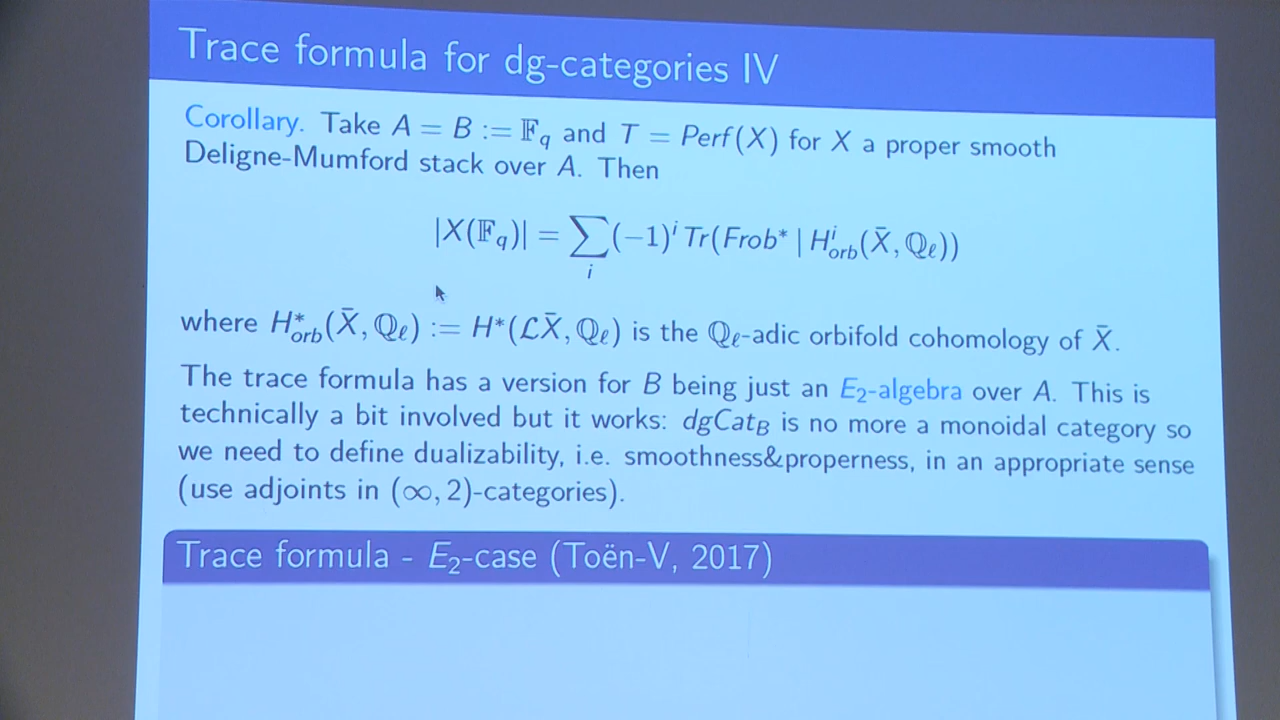 Trace formula for dg-categories IV
Corollary. Take A = B := 𝔽_q and T = Perf(X) for X a proper smooth
Deligne-Mumford stack over A. Then
|X(𝔽_q)| = ∑_i (−1)^i Tr(Frob* | H^i_orb(X̄, ℚ_ℓ))
where H*_orb(X̄, ℚ_ℓ) := H*(ℒX̄, ℚ_ℓ) is the ℚ_ℓ-adic orbifold cohomology of X̄.
The trace formula has a version for B being just an E₂-algebra over A. This is
technically a bit involved but it works: dgCat_B is no more a monoidal category so
we need to define dualizability, i.e. smoothness&properness, in an appropriate sense
(use adjoints in (∞, 2)-categories).
Trace formula - E₂-case (Toën-V, 2017)